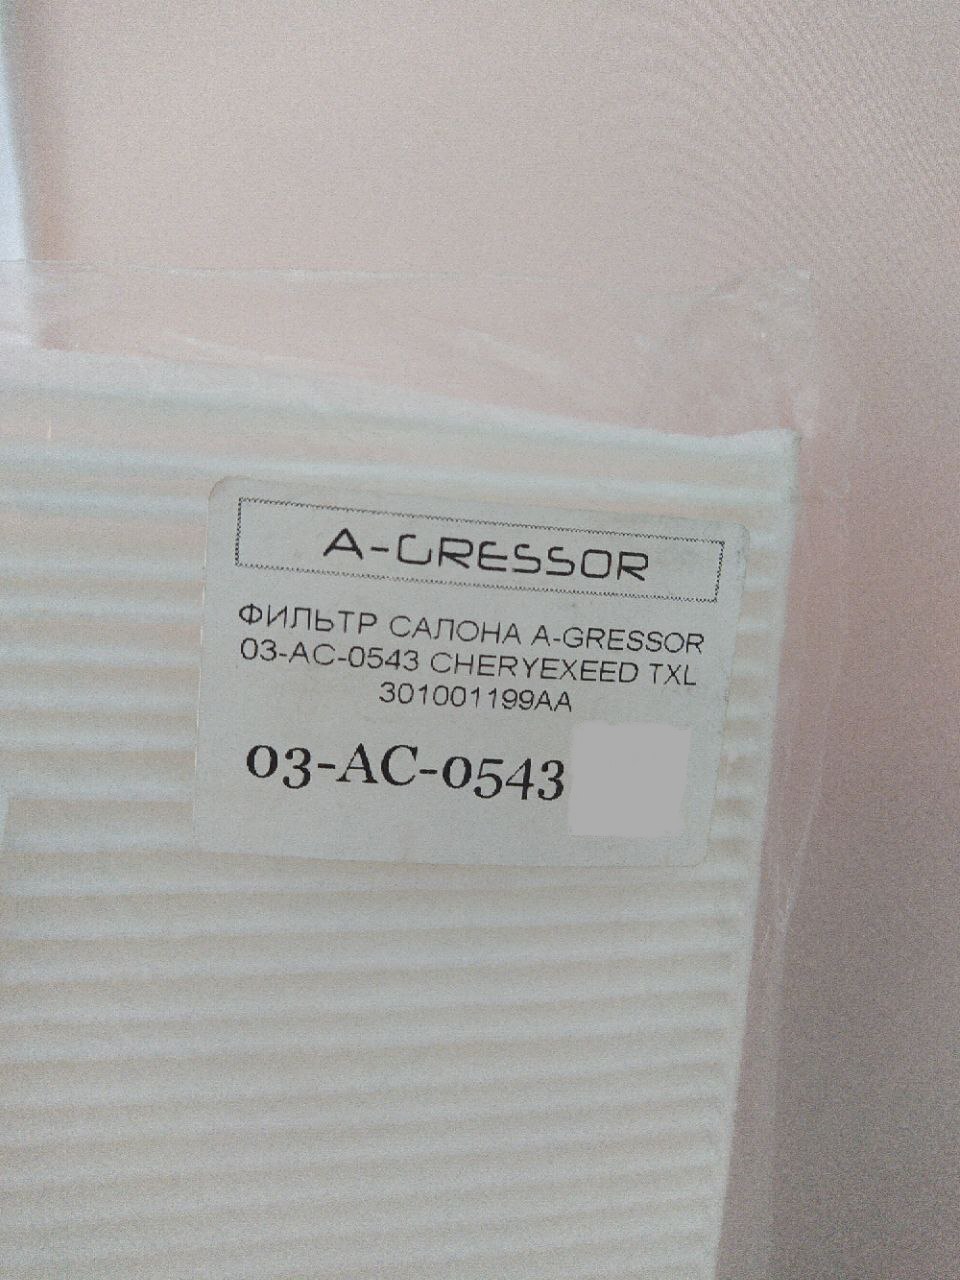 A-GRESSOR
ФИЛЬТР САЛОНА A-GRESSOR
03-AC-0543 CHERYEXEED TXL
301001199AA
03-AC-0543